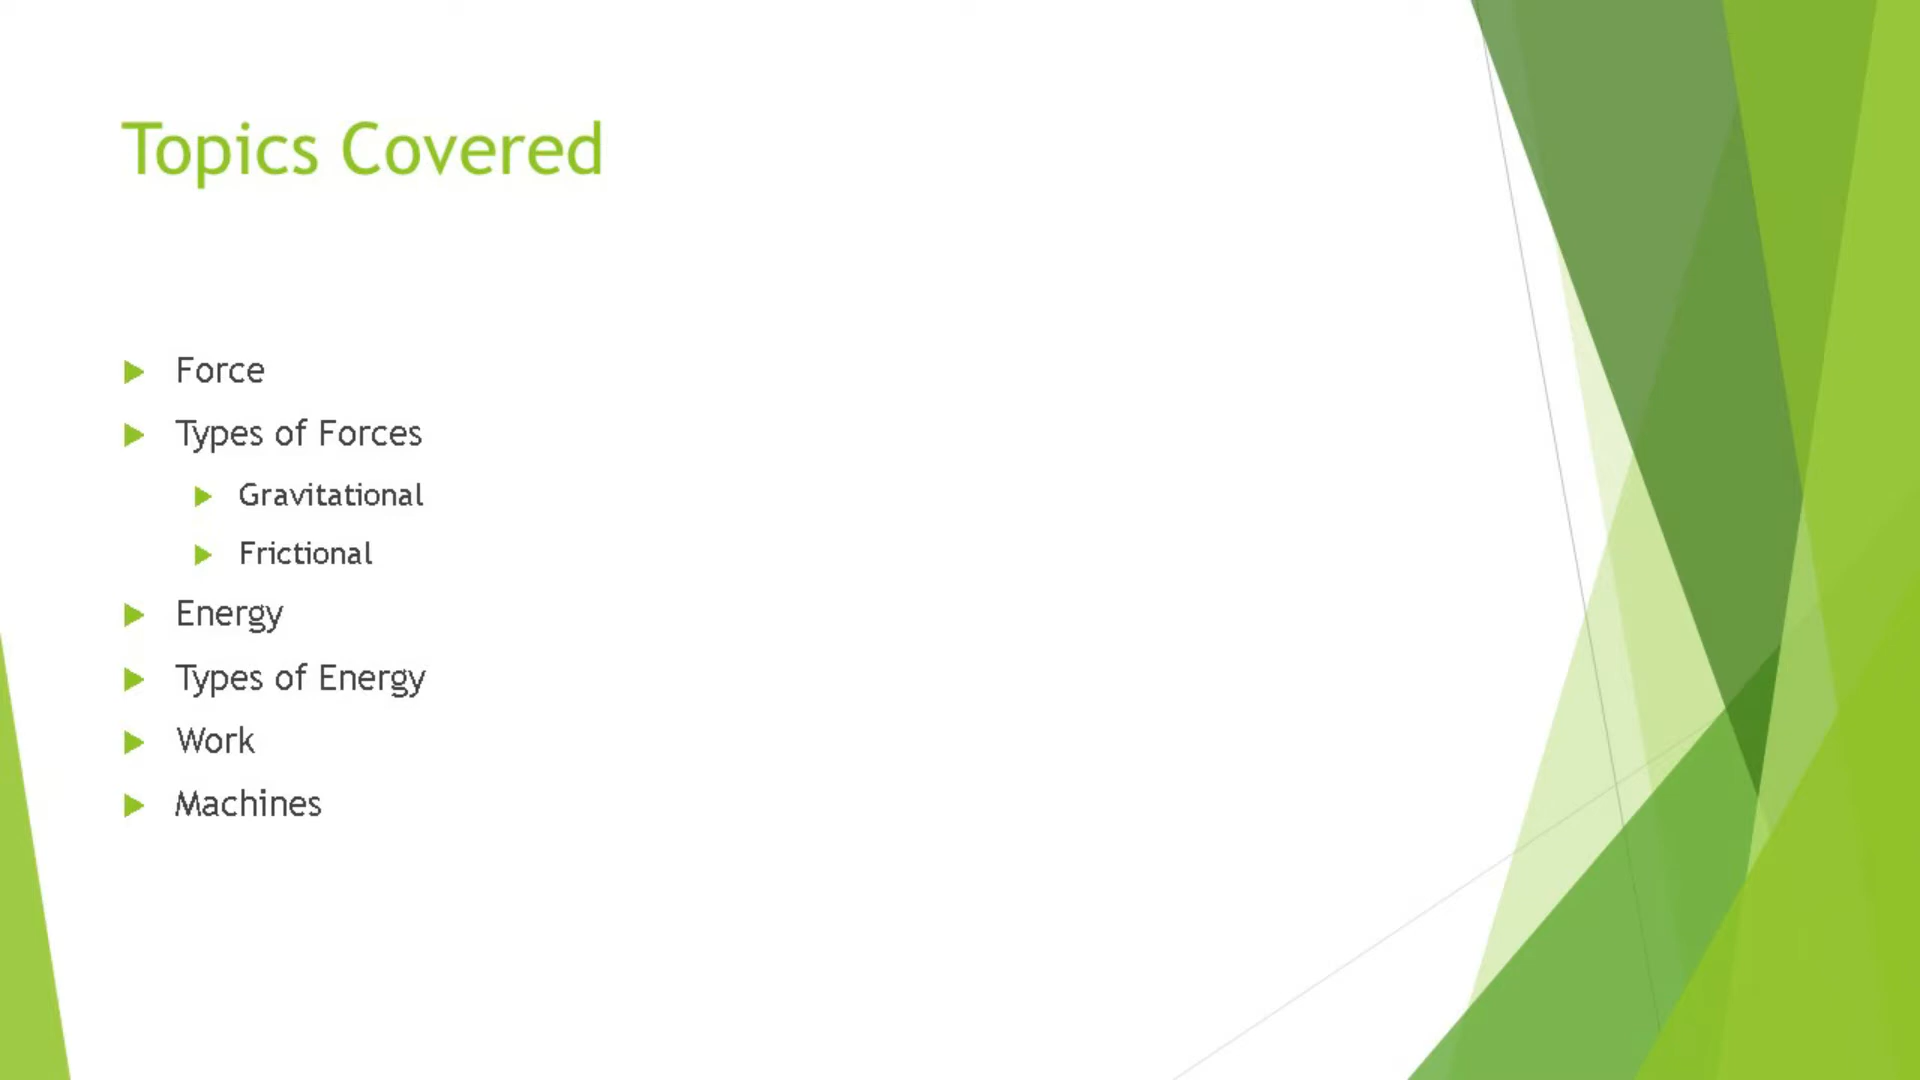 Topics Covered
Force
Types of Forces
Gravitational
Frictional
Energy
Types of Energy
Work
Machines